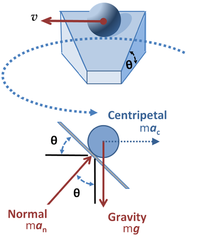 v
θ
Centripetal
ma_c
θ
θ
Normal
ma_n
Gravity
mg